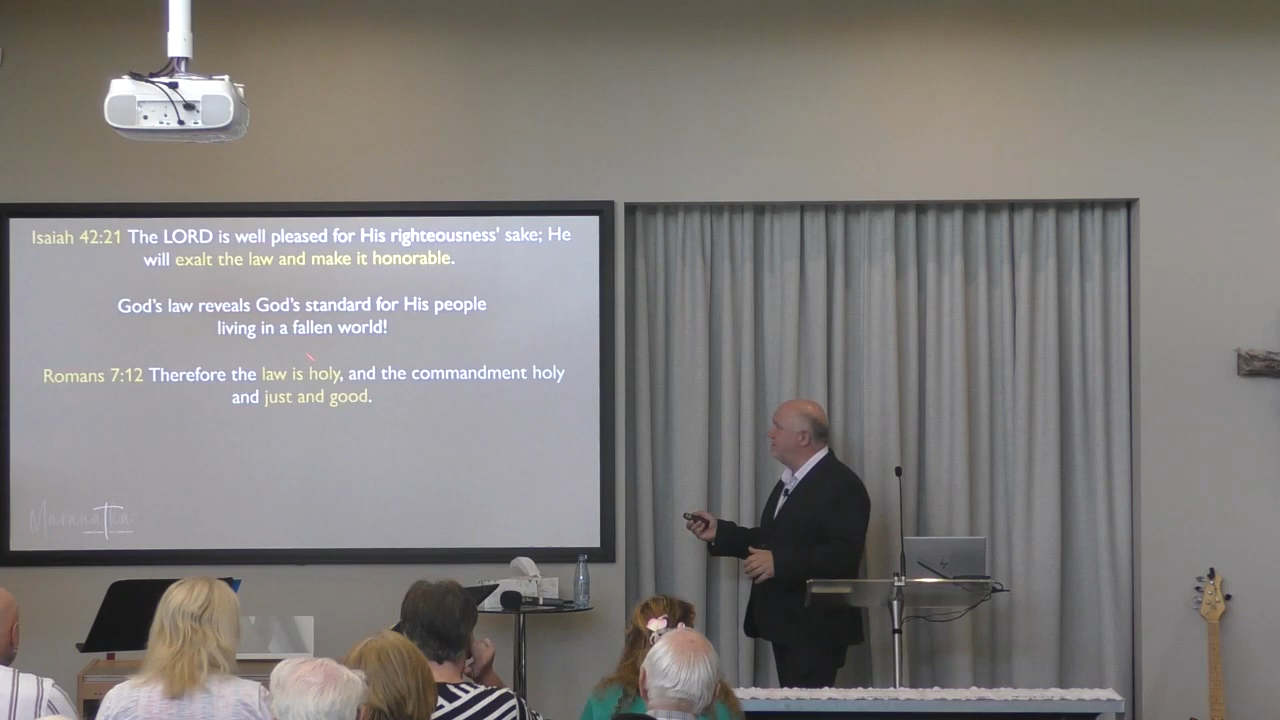 Isaiah 42:21 The LORD is well pleased for His righteousness' sake; He
will exalt the law and make it honorable.
God's law reveals God's standard for His people
living in a fallen world!
Romans 7:12 Therefore the law is holy, and the commandment holy
and just and good.
Maranatha
hp